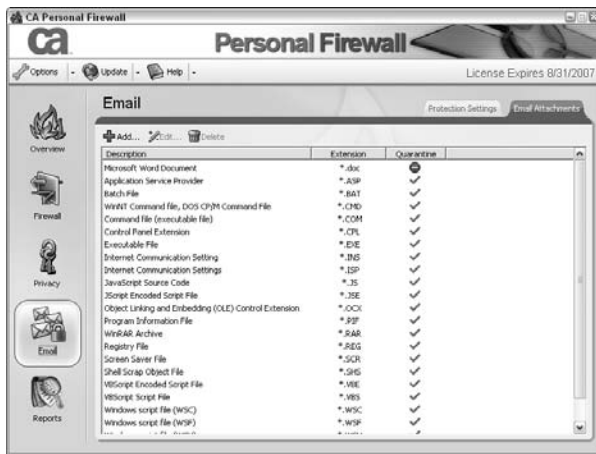 CA Personal Firewall
ca
Personal Firewall
Options
Update
Help
License Expires 8/31/2007
Email
Protection Settings
Email Attachments
Add...
Edit...
Delete
Description Extension Quarantine
Microsoft Word Document *.doc
Application Service Provider *.ASP
Batch File *.BAT
WinNT Command file, DOS CP/M Command File *.CMD
Command file (executable file) *.COM
Control Panel Extension *.CPL
Executable File *.EXE
Internet Communication Setting *.INS
Internet Communication Settings *.ISP
JavaScript Source Code *.JS
JScript Encoded Script File *.JSE
Object Linking and Embedding (OLE) Control Extension *.OCX
Program Information File *.PIF
WinRAR Archive *.RAR
Registry File *.REG
Screen Saver File *.SCR
Shell Scrap Object File *.SHS
VBScript Encoded Script File *.VBE
VBScript Script File *.VBS
Windows script file (WSC) *.WSC
Windows script file (WSF) *.WSF
Overview
Firewall
Privacy
Email
Reports